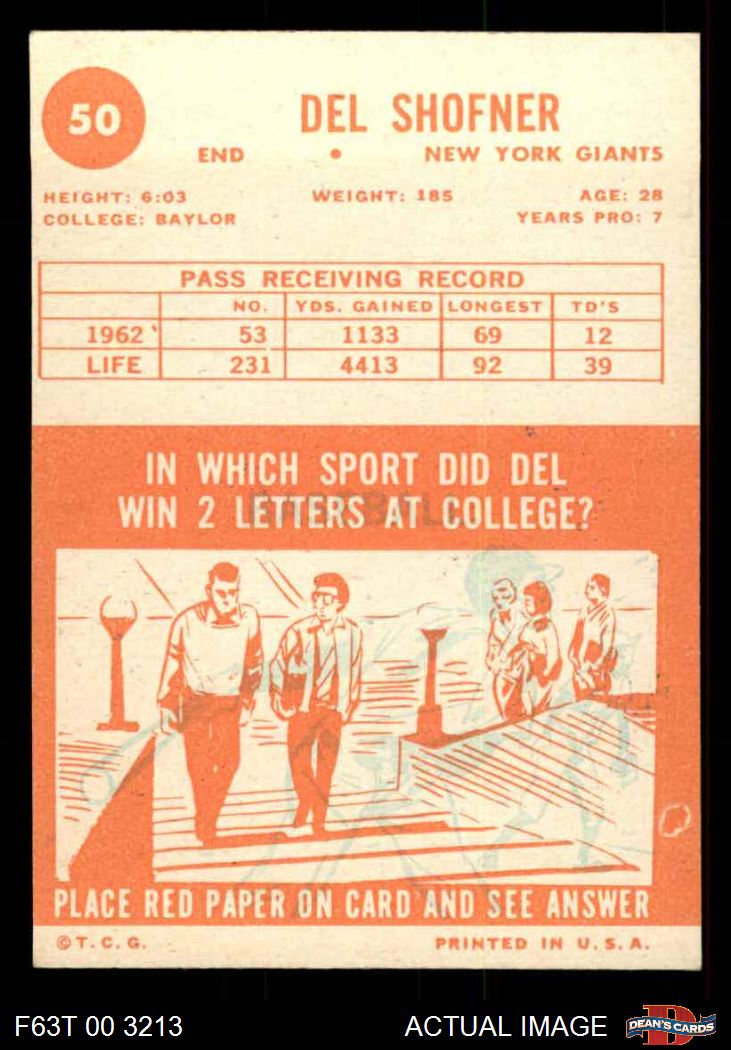 50
DEL SHOFNER
END • NEW YORK GIANTS
HEIGHT: 6:03 WEIGHT: 185 AGE: 28
COLLEGE: BAYLOR YEARS PRO: 7
PASS RECEIVING RECORD
NO. YDS. GAINED LONGEST TD'S
1962 53 1133 69 12
LIFE 231 4413 92 39
IN WHICH SPORT DID DEL
WIN 2 LETTERS AT COLLEGE?
PLACE RED PAPER ON CARD AND SEE ANSWER
©T.C.G. PRINTED IN U.S.A.
F63T 00 3213 ACTUAL IMAGE
D
DEAN'S CARDS